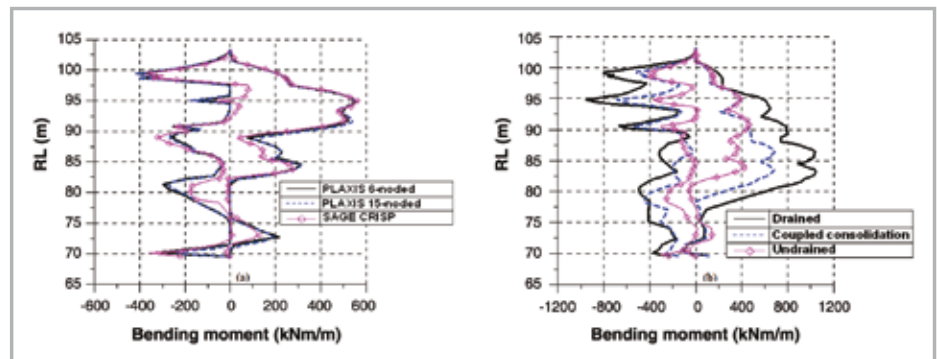 105
100
95
90
85
80
75
70
65
RL (m)
PLAXIS 6-noded
PLAXIS 15-noded
SAGE CRISP
(a)
-600
-400
-200
0
200
400
600
Bending moment (kNm/m)
105
100
95
90
85
80
75
70
65
RL (m)
Drained
Coupled consolidation
Undrained
(b)
-1200
-800
-400
0
400
800
1200
Bending moment (kNm/m)